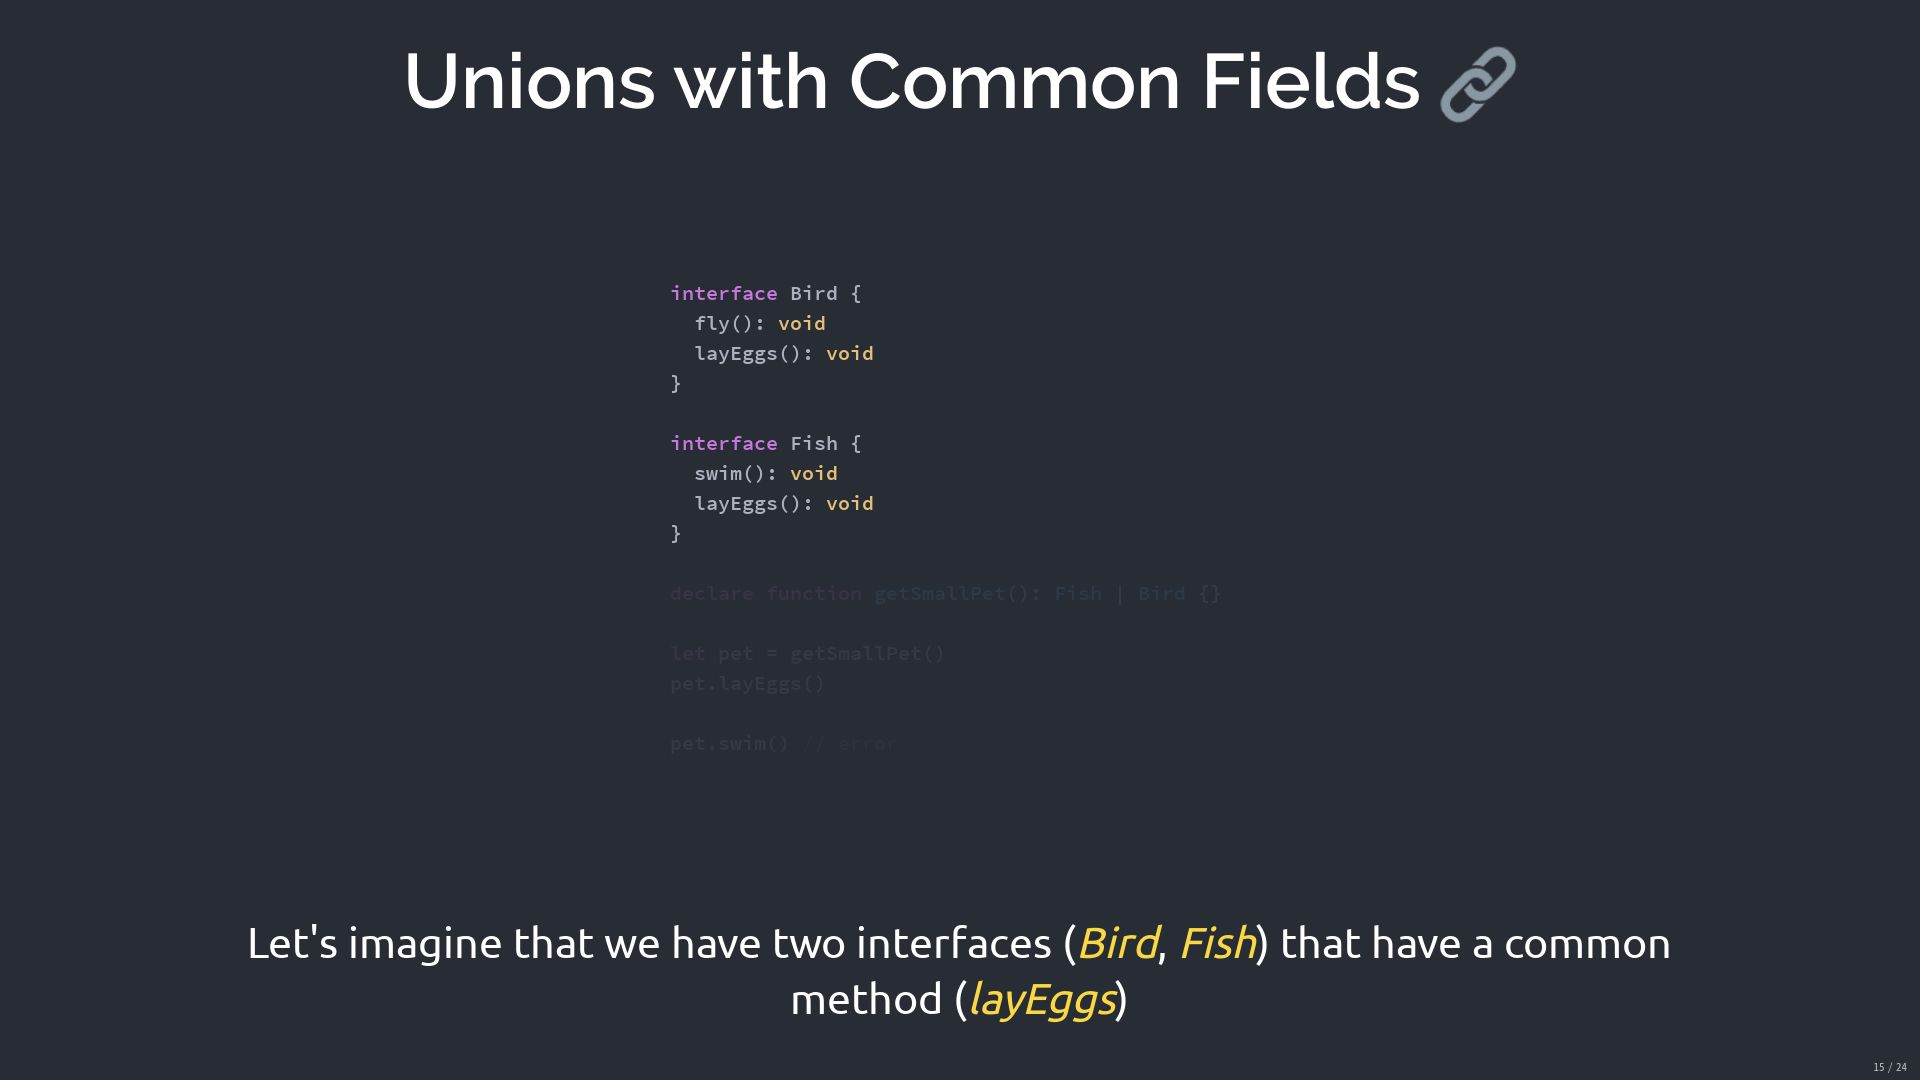 Unions with Common Fields
interface Bird {
  fly(): void
  layEggs(): void
}
interface Fish {
  swim(): void
  layEggs(): void
}
declare function getSmallPet(): Fish | Bird {}
let pet = getSmallPet()
pet.layEggs()
pet.swim() // error
Let's imagine that we have two interfaces (Bird, Fish) that have a common
method (layEggs)
15 / 24